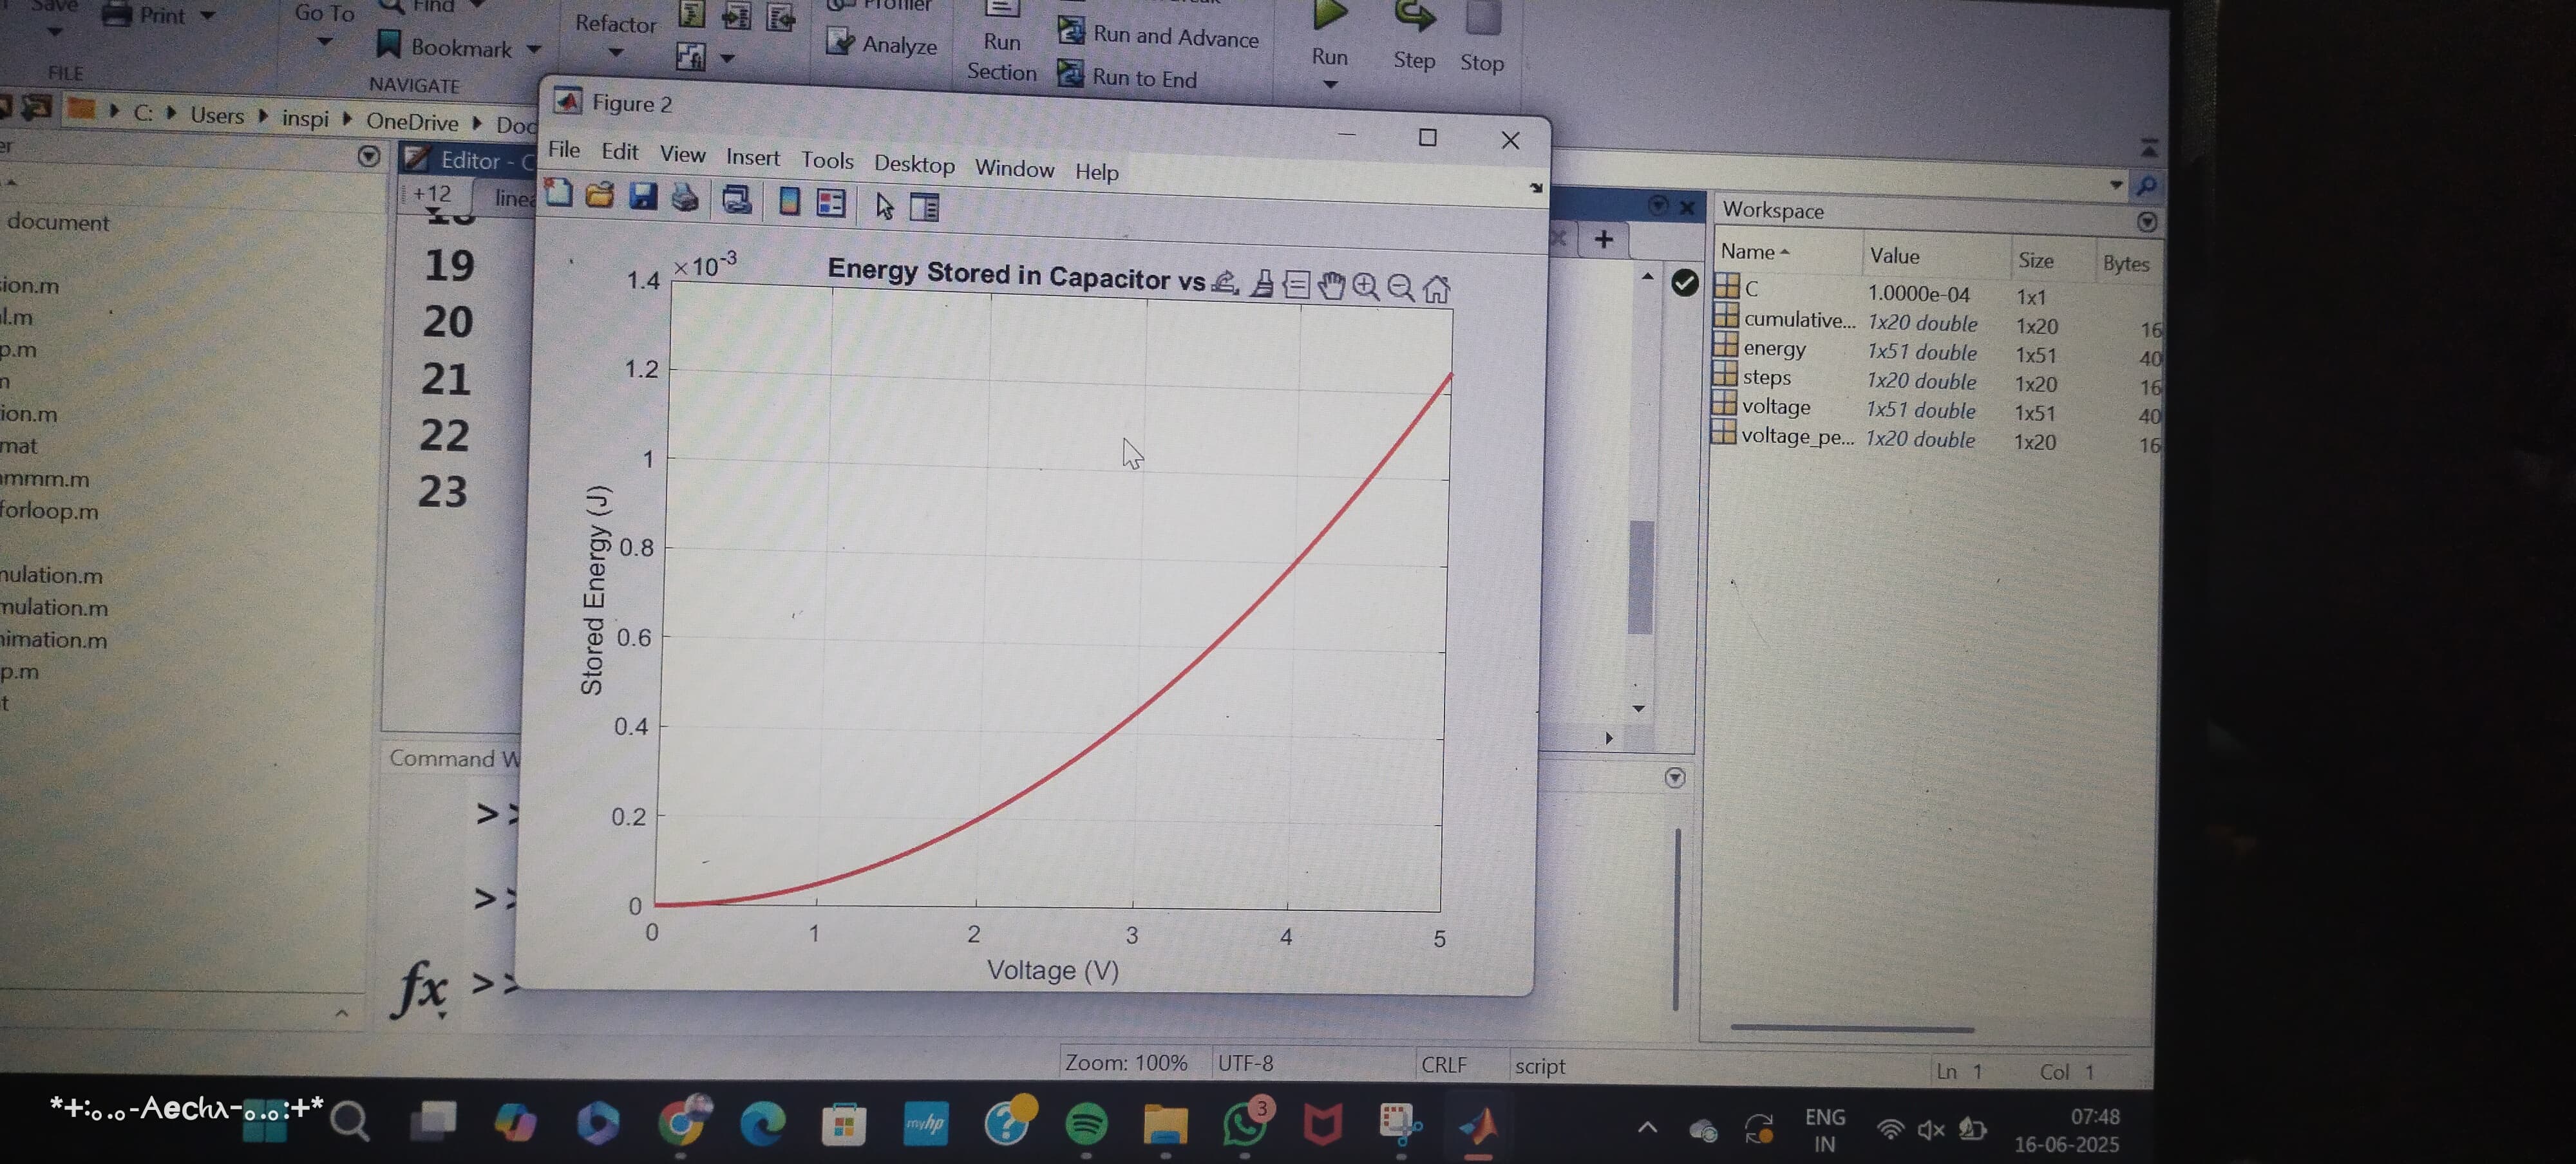 Save
Print
Go To
Find
Bookmark
Refactor
Profiler
Analyze
Run
Section
Run and Advance
Run to End
Run
Step
Stop
FILE
NAVIGATE
C: Users inspi OneDrive Doc
Editor - C
+12
linea
19
20
21
22
23
document
ion.m
l.m
p.m
n
ion.m
mat
mmm.m
forloop.m
nulation.m
mulation.m
nimation.m
p.m
t
Command W
>>
>>
fx >>
Figure 2
File Edit View Insert Tools Desktop Window Help
Energy Stored in Capacitor vs
×10-3
1.4
1.2
1
0.8
0.6
0.4
0.2
0
Stored Energy (J)
0 1 2 3 4 5
Voltage (V)
Workspace
Name Value Size Bytes
C 1.0000e-04 1x1
cumulative... 1x20 double 1x20 16
energy 1x51 double 1x51 40
steps 1x20 double 1x20 16
voltage 1x51 double 1x51 40
voltage_pe... 1x20 double 1x20 16
Zoom: 100% UTF-8 CRLF script Ln 1 Col 1
*+:｡.｡-Aechλ-｡.｡:+*
myhp
3
ENG
IN
07:48
16-06-2025